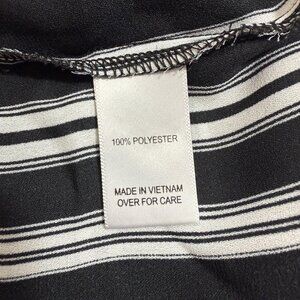 100% POLYESTER
MADE IN VIETNAM
OVER FOR CARE